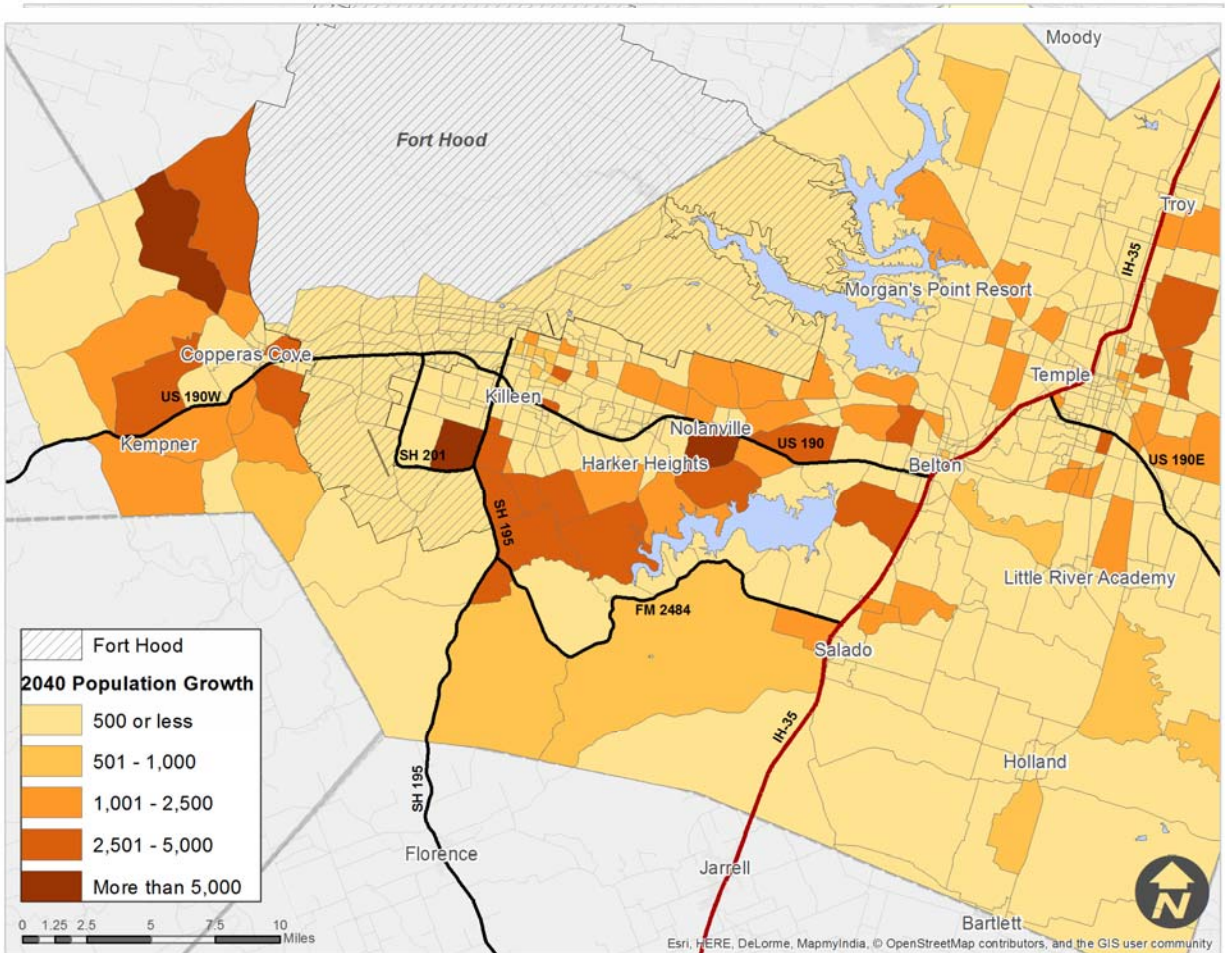 Moody
Fort Hood
Troy
IH-35
Morgan's Point Resort
Copperas Cove
Temple
US 190W
Killeen
Kempner
Nolanville
SH 201
Harker Heights
US 190
Belton
US 190E
SH 195
Little River Academy
FM 2484
Salado
IH-35
Holland
SH 195
Florence
Jarrell
Bartlett
Fort Hood
2040 Population Growth
500 or less
501 - 1,000
1,001 - 2,500
2,501 - 5,000
More than 5,000
0 1.25 2.5 5 7.5 10
Miles
N
Esri, HERE, DeLorme, MapmyIndia, © OpenStreetMap contributors, and the GIS user community